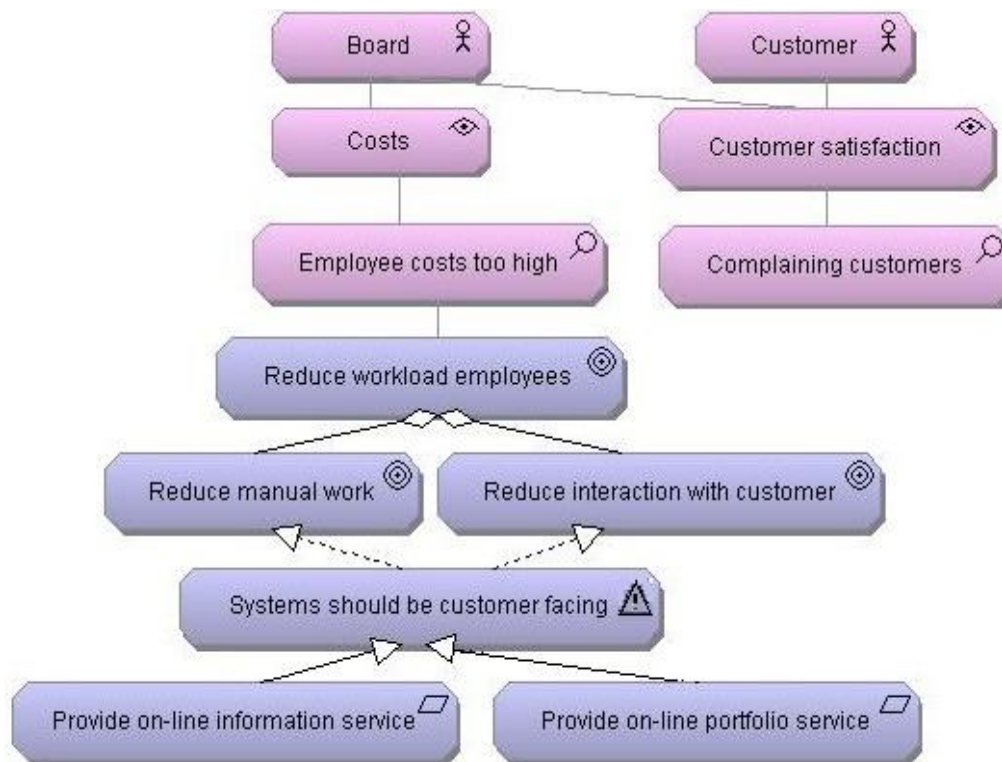 Board
Customer
Costs
Customer satisfaction
Employee costs too high
Complaining customers
Reduce workload employees
Reduce manual work
Reduce interaction with customer
Systems should be customer facing
Provide on-line information service
Provide on-line portfolio service